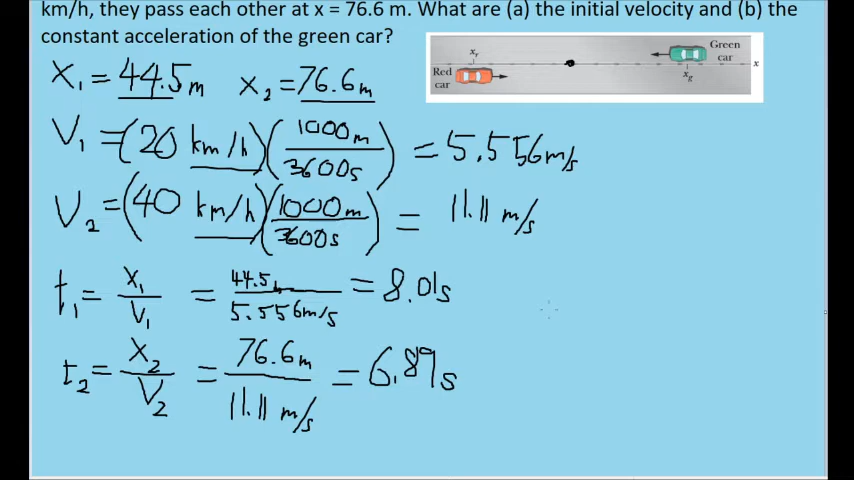 km/h, they pass each other at x = 76.6 m. What are (a) the initial velocity and (b) the
constant acceleration of the green car?
Green
car
x_r
Red
car
x_g
x
X₁ = 44.5m X₂ = 76.6m
V₁ = (20 km/h)(1000m/3600s) = 5.556m/s
V₂ = (40 km/h)(1000m/3600s) = 11.11 m/s
t₁ = X₁/V₁ = 44.5m/5.556m/s = 8.01s
t₂ = X₂/V₂ = 76.6m/11.11 m/s = 6.89s